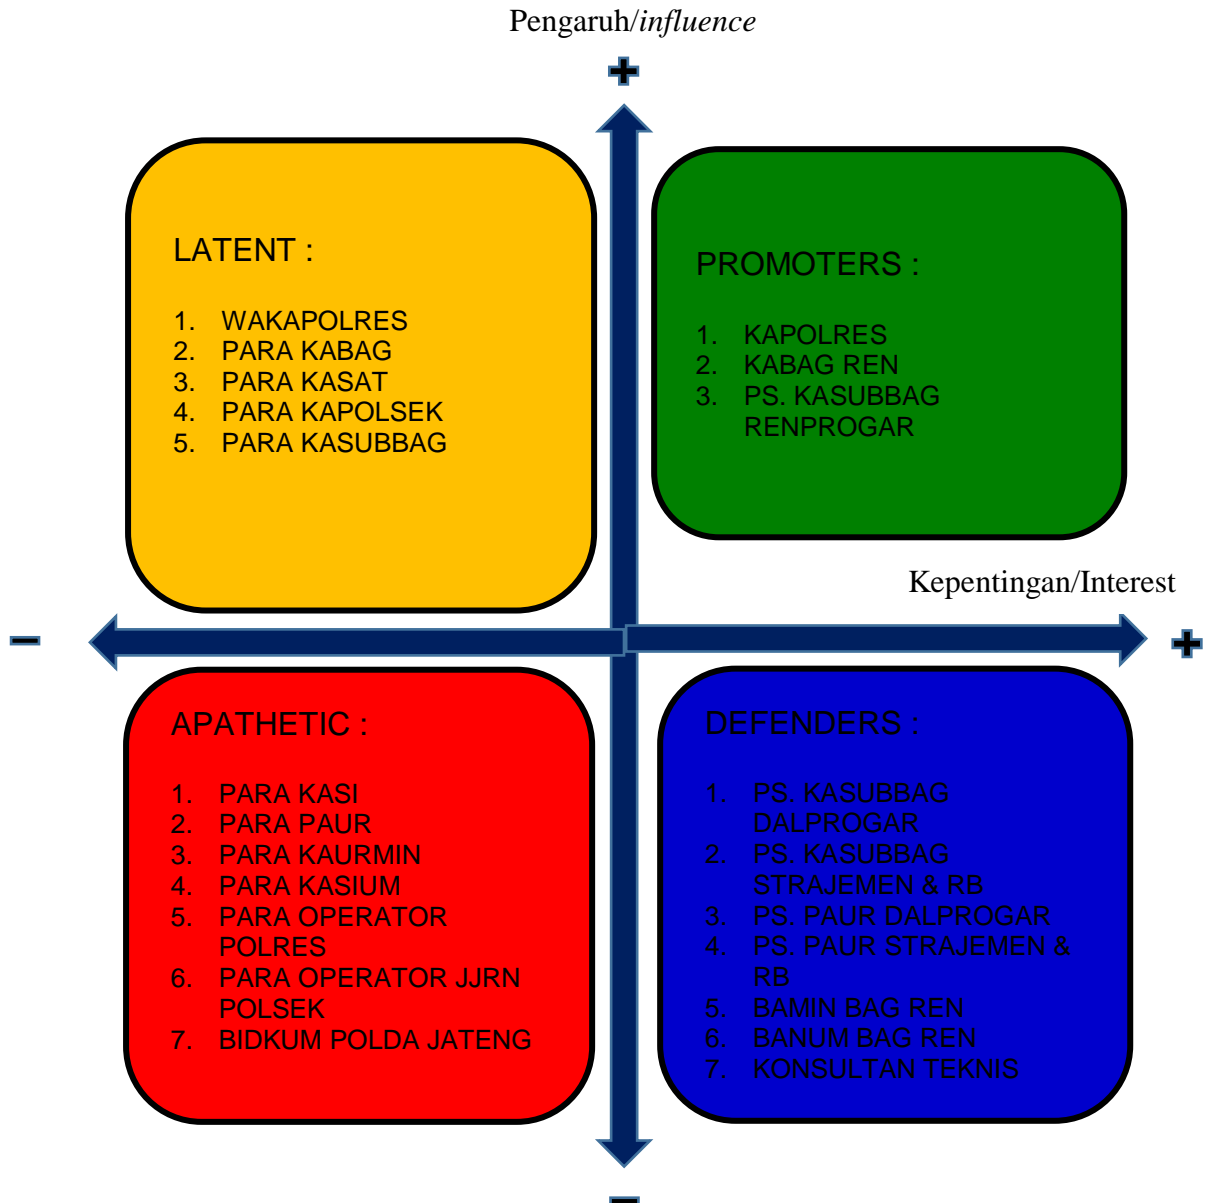 Pengaruh/influence
LATENT :
1. WAKAPOLRES
2. PARA KABAG
3. PARA KASAT
4. PARA KAPOLSEK
5. PARA KASUBBAG
PROMOTERS :
1. KAPOLRES
2. KABAG REN
3. PS. KASUBBAG
RENPROGAR
Kepentingan/Interest
APATHETIC :
1. PARA KASI
2. PARA PAUR
3. PARA KAURMIN
4. PARA KASIUM
5. PARA OPERATOR
POLRES
6. PARA OPERATOR JJRN
POLSEK
7. BIDKUM POLDA JATENG
DEFENDERS :
1. PS. KASUBBAG
DALPROGAR
2. PS. KASUBBAG
STRAJEMEN & RB
3. PS. PAUR DALPROGAR
4. PS. PAUR STRAJEMEN &
RB
5. BAMIN BAG REN
6. BANUM BAG REN
7. KONSULTAN TEKNIS